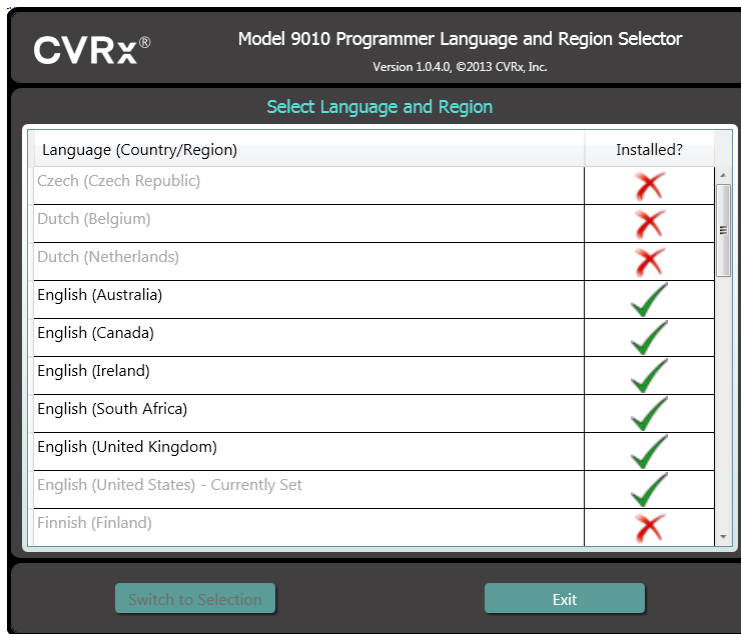 CVRx®
Model 9010 Programmer Language and Region Selector
Version 1.0.4.0, ©2013 CVRx, Inc.
Select Language and Region
Language (Country/Region) Installed?
Czech (Czech Republic)
Dutch (Belgium)
Dutch (Netherlands)
English (Australia)
English (Canada)
English (Ireland)
English (South Africa)
English (United Kingdom)
English (United States) - Currently Set
Finnish (Finland)
Switch to Selection Exit